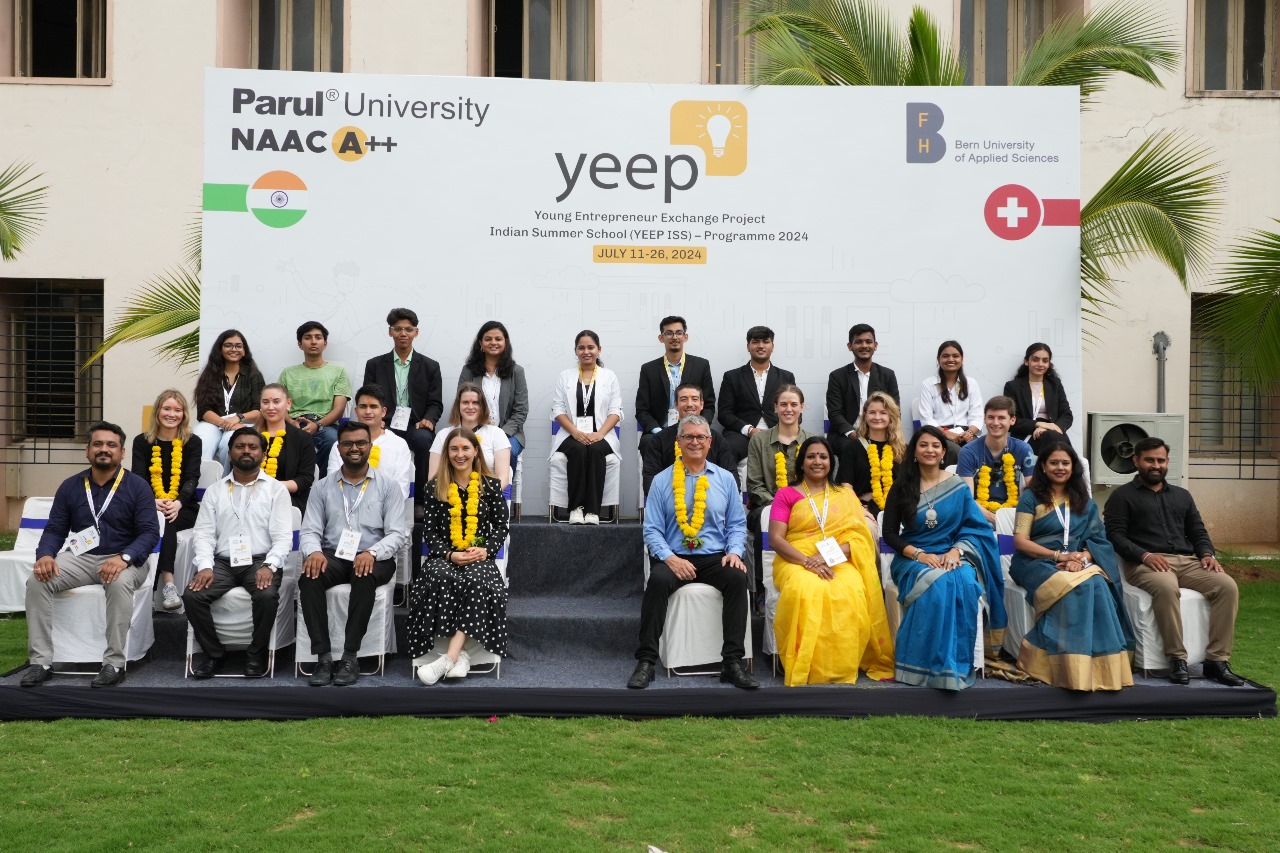 Parul® University
NAAC A++
yeep
Young Entrepreneur Exchange Project
Indian Summer School (YEEP ISS) – Programme 2024
JULY 11-26, 2024
BFH
Bern University
of Applied Sciences